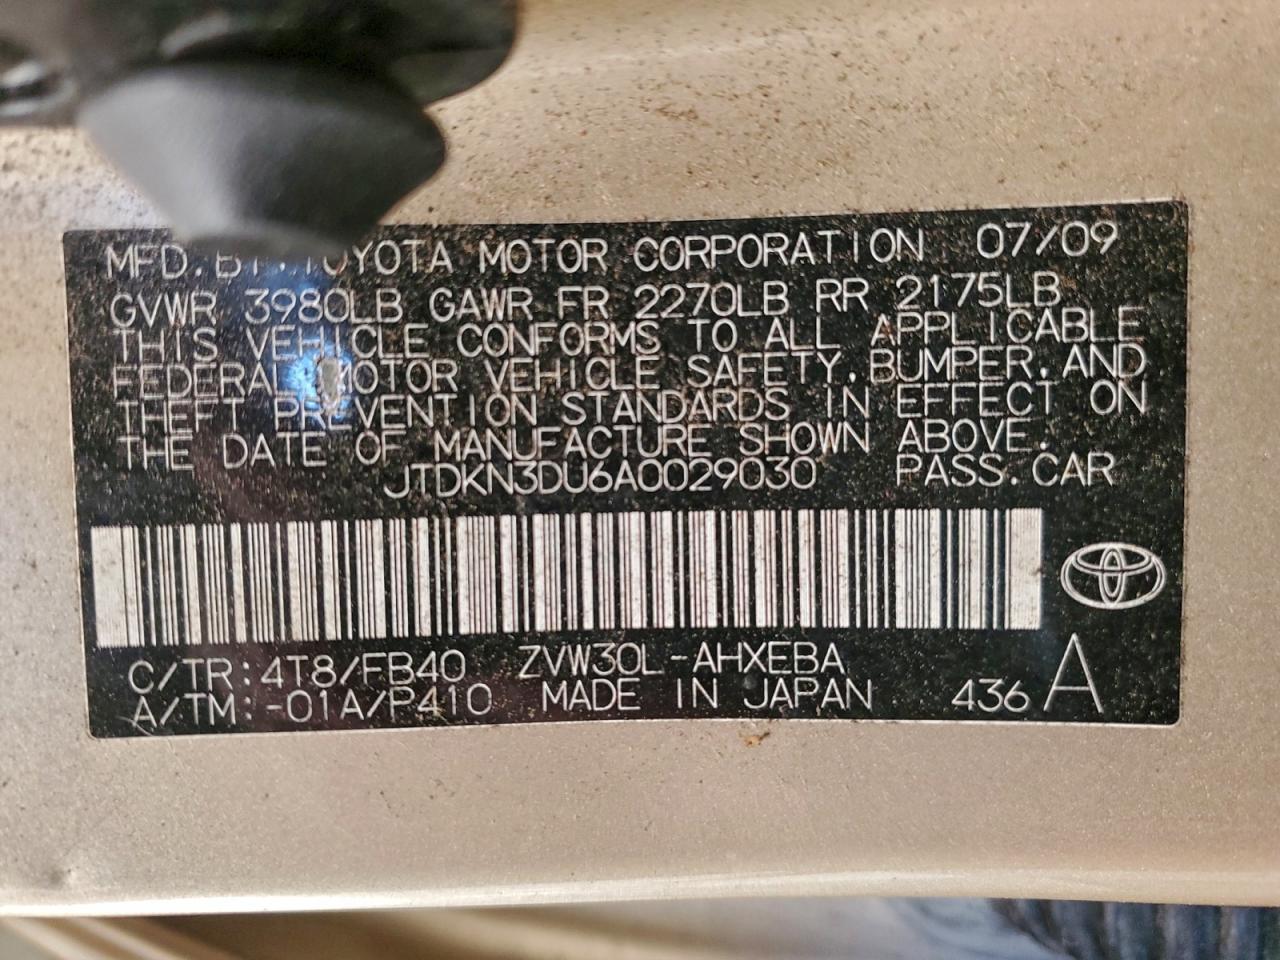 MFD. BY: TOYOTA MOTOR CORPORATION 07/09
GVWR 3980LB GAWR FR 2270LB RR 2175LB
THIS VEHICLE CONFORMS TO ALL APPLICABLE
FEDERAL MOTOR VEHICLE SAFETY, BUMPER, AND
THEFT PREVENTION STANDARDS IN EFFECT ON
THE DATE OF MANUFACTURE SHOWN ABOVE.
JTDKN3DU6A0029030 PASS. CAR
C/TR: 4T8/FB40 ZVW30L-AHXEBA
A/TM: -01A/P410 MADE IN JAPAN 436 A